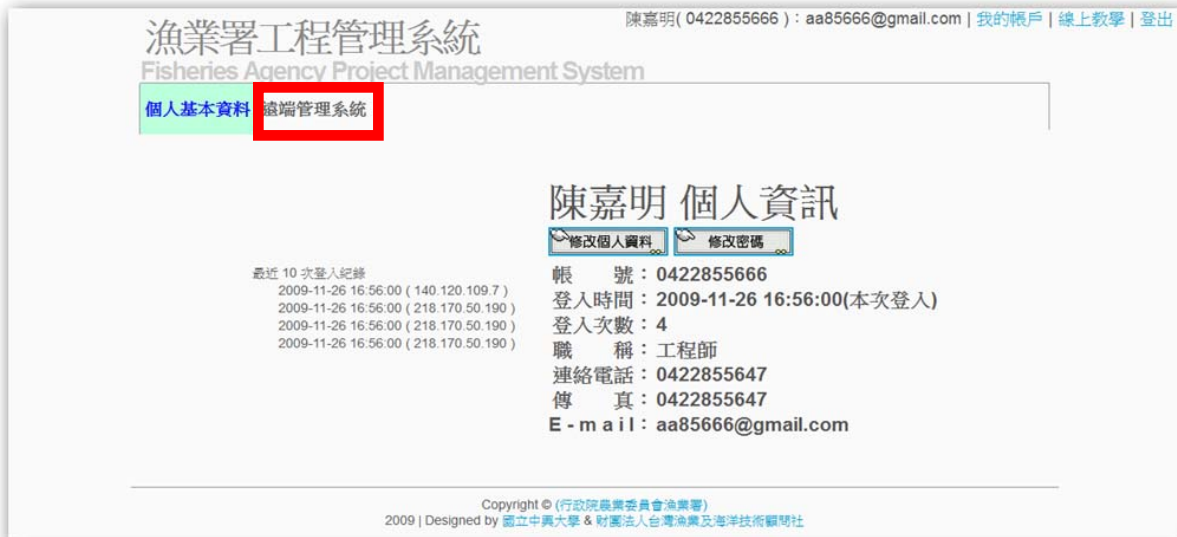 陳嘉明( 0422855666 )：aa85666@gmail.com | 我的帳戶 | 線上教學 | 登出
漁業署工程管理系統
Fisheries Agency Project Management System
個人基本資料 遠端管理系統
陳嘉明 個人資訊
修改個人資料 修改密碼
最近 10 次登入紀錄
2009-11-26 16:56:00 ( 140.120.109.7 )
2009-11-26 16:56:00 ( 218.170.50.190 )
2009-11-26 16:56:00 ( 218.170.50.190 )
2009-11-26 16:56:00 ( 218.170.50.190 )
帳　　號：0422855666
登入時間：2009-11-26 16:56:00(本次登入)
登入次數：4
職　　稱：工程師
連絡電話：0422855647
傳　　真：0422855647
E - m a i l：aa85666@gmail.com
Copyright © (行政院農業委員會漁業署)
2009 | Designed by 國立中興大學 & 財團法人台灣漁業及海洋技術顧問社